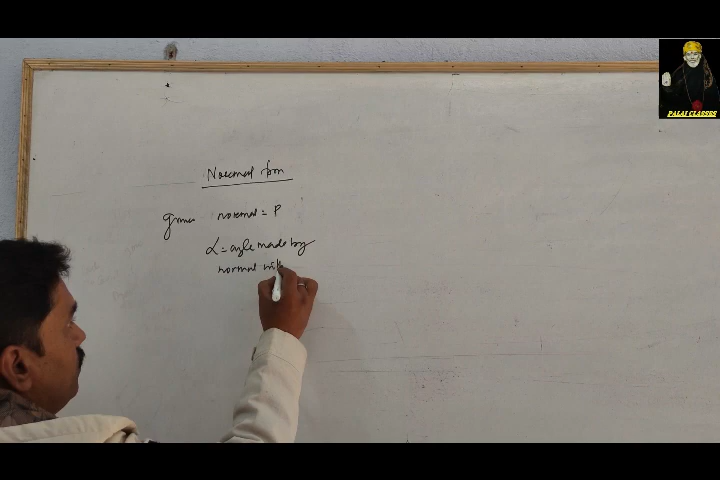 PALAI CLASSES
Normal form
given normal = P
α = angle made by
normal with